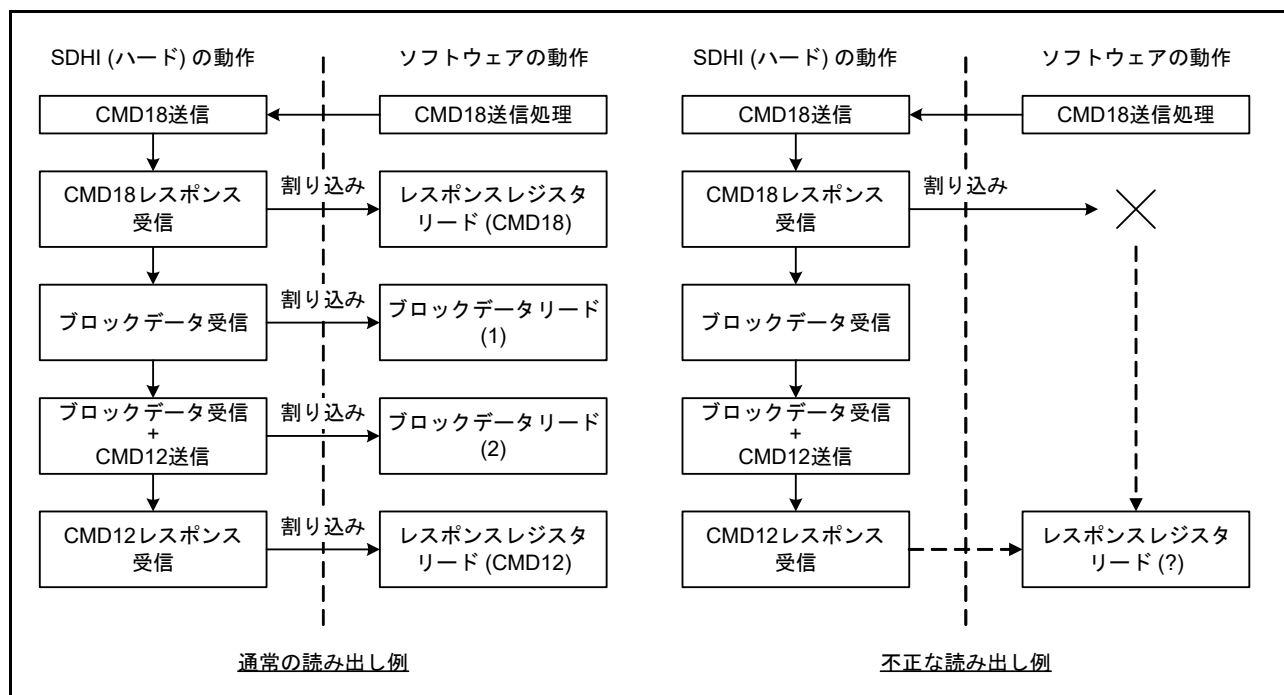 SDHI (ハード) の動作
ソフトウェアの動作
CMD18送信
CMD18送信処理
CMD18レスポンス
受信
割り込み
レスポンスレジスタ
リード (CMD18)
ブロックデータ受信
割り込み
ブロックデータリード
(1)
ブロックデータ受信
+
CMD12送信
割り込み
ブロックデータリード
(2)
CMD12レスポンス
受信
割り込み
レスポンスレジスタ
リード (CMD12)
通常の読み出し例
SDHI (ハード) の動作
ソフトウェアの動作
CMD18送信
CMD18送信処理
CMD18レスポンス
受信
割り込み
ブロックデータ受信
ブロックデータ受信
+
CMD12送信
CMD12レスポンス
受信
レスポンスレジスタ
リード (?)
不正な読み出し例